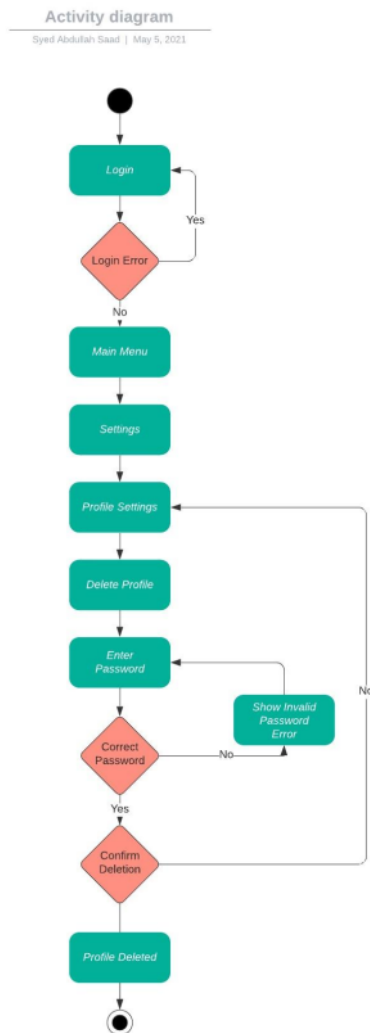 Activity diagram
Syed Abdullah Saad | May 5, 2021
Login
Yes
Login Error
No
Main Menu
Settings
Profile Settings
Delete Profile
Enter
Password
No
Show Invalid
Password
Error
Correct
Password
No
Yes
Confirm
Deletion
Profile Deleted